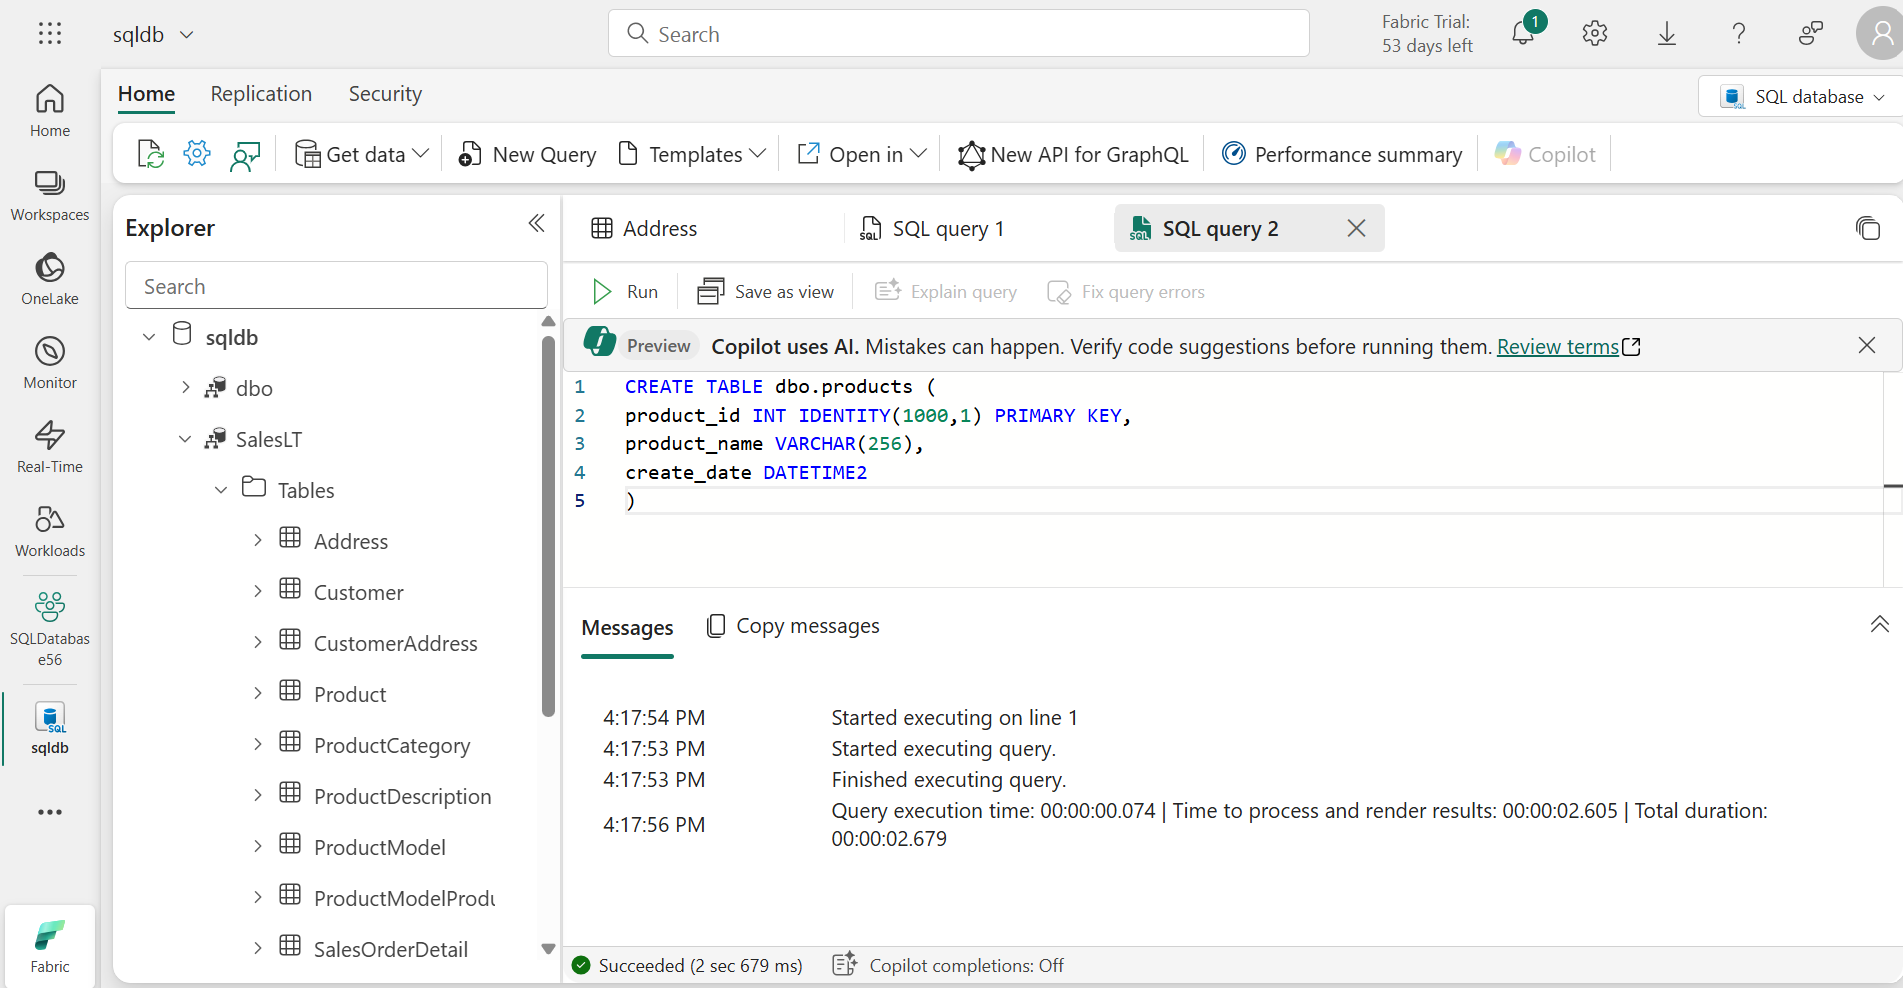 sqldb
Search
Fabric Trial:
53 days left
1
Home
Replication
Security
SQL database
Get data
New Query
Templates
Open in
New API for GraphQL
Performance summary
Copilot
Home
Workspaces
OneLake
Monitor
Real-Time
Workloads
SQLDatabas
e56
SQL
sqldb
Fabric
Explorer
Search
sqldb
dbo
SalesLT
Tables
Address
Customer
CustomerAddress
Product
ProductCategory
ProductDescription
ProductModel
ProductModelProdu
SalesOrderDetail
Address
SQL query 1
SQL query 2
Run
Save as view
Explain query
Fix query errors
Preview
Copilot uses AI. Mistakes can happen. Verify code suggestions before running them. Review terms
1 CREATE TABLE dbo.products (
2 product_id INT IDENTITY(1000,1) PRIMARY KEY,
3 product_name VARCHAR(256),
4 create_date DATETIME2
5 )
Messages
Copy messages
4:17:54 PM Started executing on line 1
4:17:53 PM Started executing query.
4:17:53 PM Finished executing query.
4:17:56 PM Query execution time: 00:00:00.074 | Time to process and render results: 00:00:02.605 | Total duration:
00:00:02.679
Succeeded (2 sec 679 ms)
Copilot completions: Off